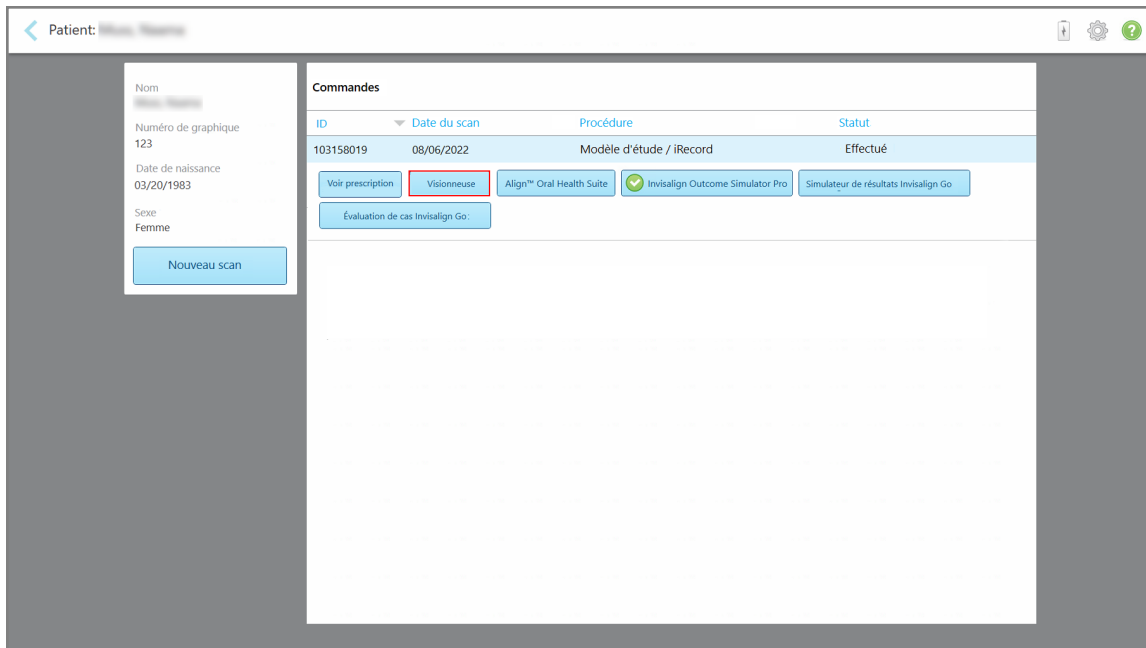 Patient:
Nom
Numéro de graphique
123
Date de naissance
03/20/1983
Sexe
Femme
Nouveau scan
Commandes
ID Date du scan Procédure Statut
103158019 08/06/2022 Modèle d'étude / iRecord Effectué
Voir prescription Visionneuse Align™ Oral Health Suite Invisalign Outcome Simulator Pro Simulateur de résultats Invisalign Go
Évaluation de cas Invisalign Go:
?